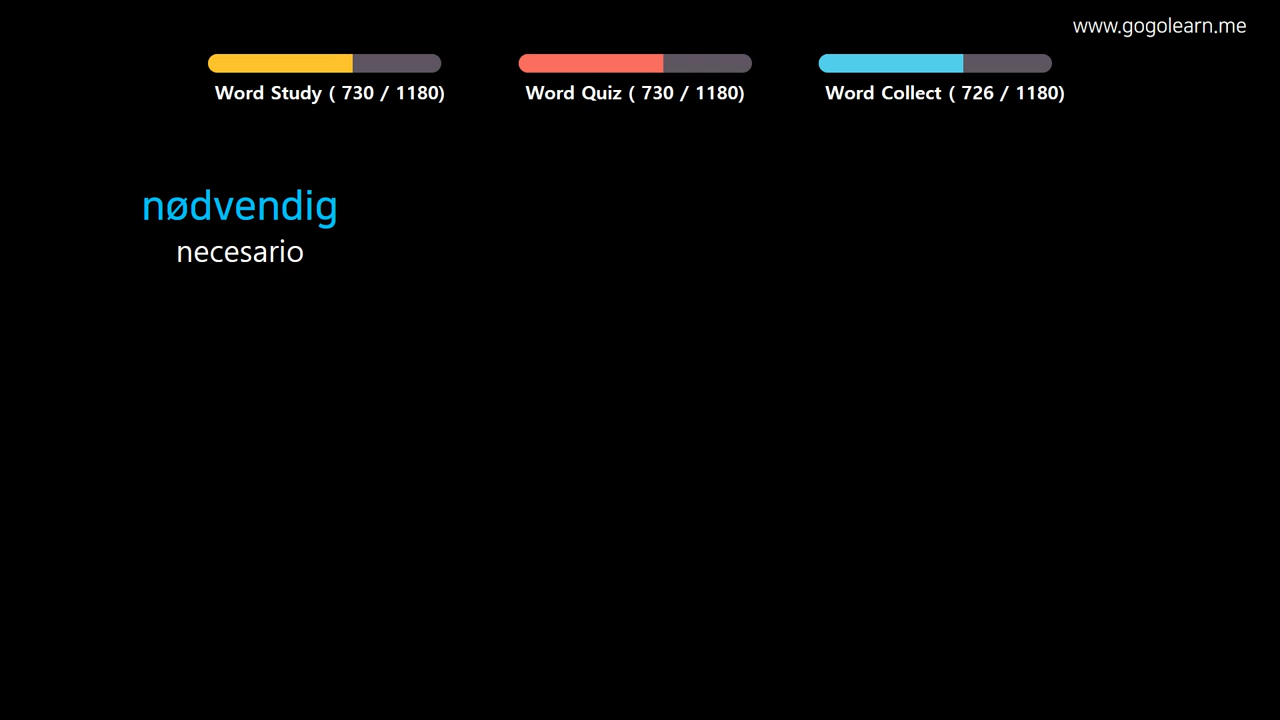 www.gogolearn.me
Word Study ( 730 / 1180)
Word Quiz ( 730 / 1180)
Word Collect ( 726 / 1180)
nødvendig
necesario